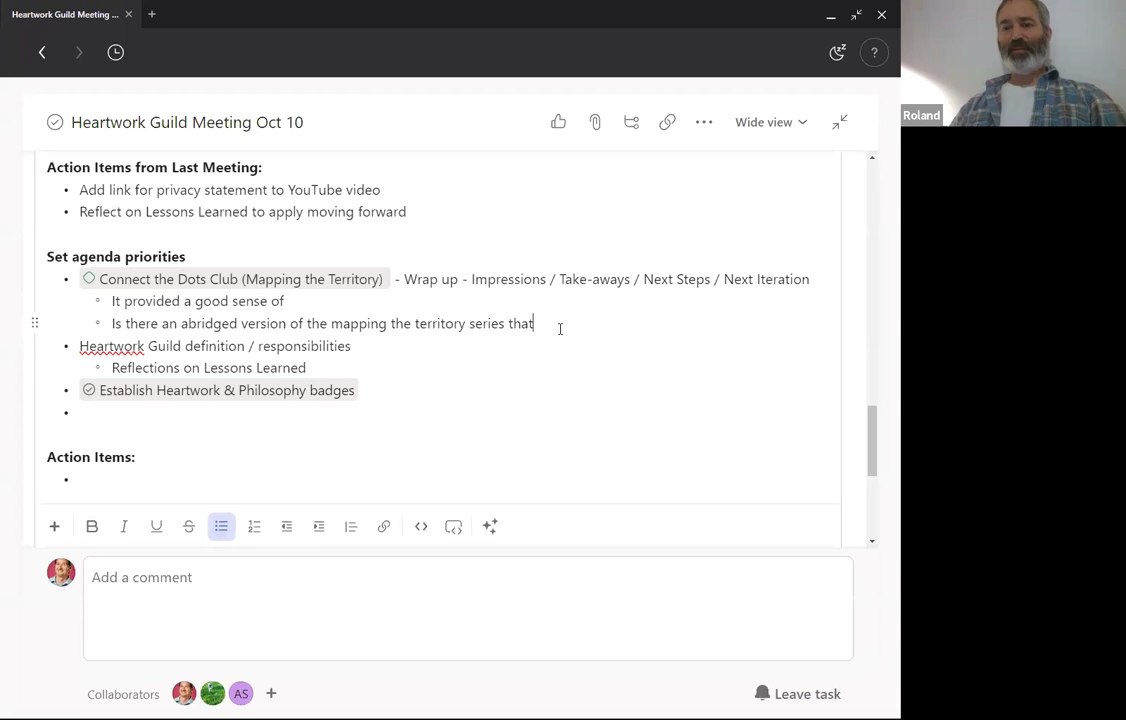 Heartwork Guild Meeting ...
Roland
Heartwork Guild Meeting Oct 10
Wide view
Action Items from Last Meeting:
Add link for privacy statement to YouTube video
Reflect on Lessons Learned to apply moving forward
Set agenda priorities
Connect the Dots Club (Mapping the Territory) - Wrap up - Impressions / Take-aways / Next Steps / Next Iteration
It provided a good sense of
Is there an abridged version of the mapping the territory series that
Heartwork Guild definition / responsibilities
Reflections on Lessons Learned
Establish Heartwork & Philosophy badges
Action Items:
Add a comment
Collaborators AS Leave task